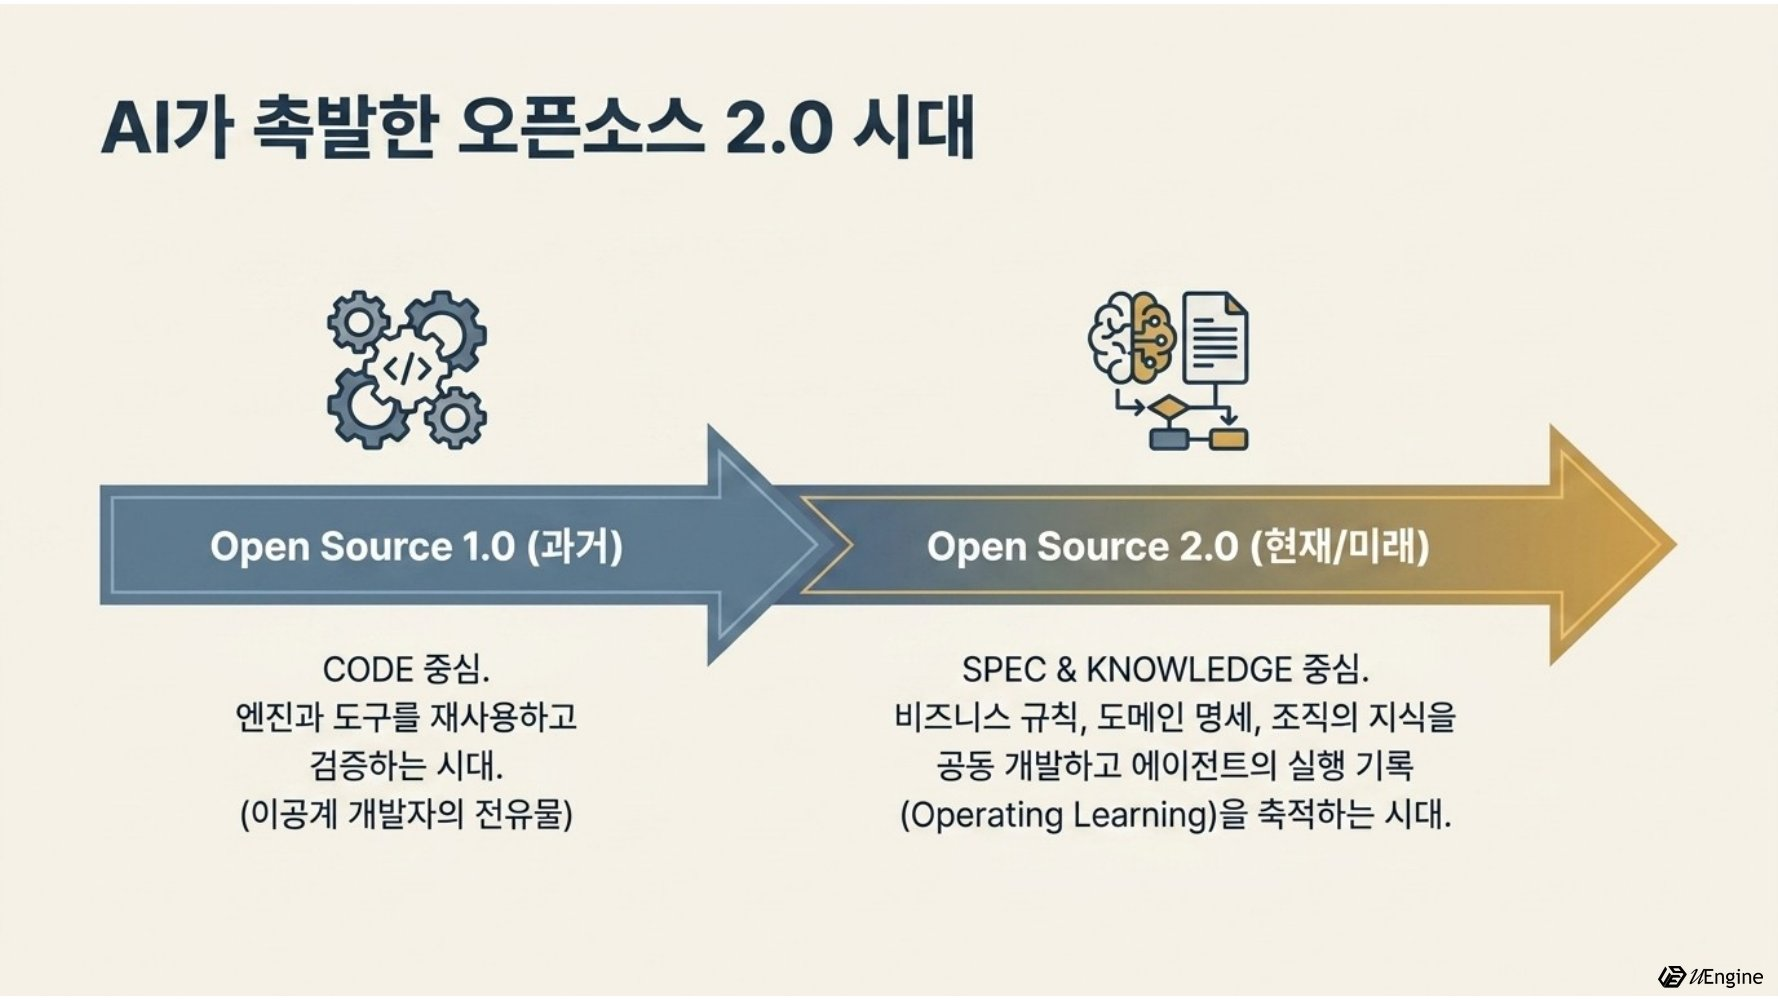 AI가 촉발한 오픈소스 2.0 시대
</>
Open Source 1.0 (과거)
CODE 중심.
엔진과 도구를 재사용하고
검증하는 시대.
(이공계 개발자의 전유물)
Open Source 2.0 (현재/미래)
SPEC & KNOWLEDGE 중심.
비즈니스 규칙, 도메인 명세, 조직의 지식을
공동 개발하고 에이전트의 실행 기록
(Operating Learning)을 축적하는 시대.
uEngine